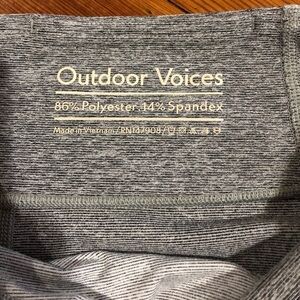 Outdoor Voices
86% Polyester 14% Spandex
Made in Vietnam / RN147908 /